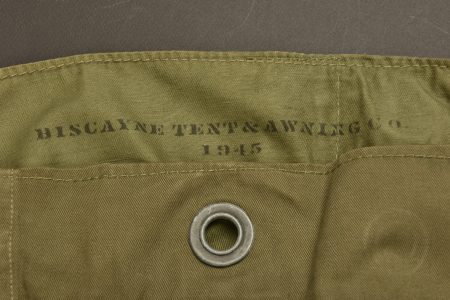 BISCAYNE TENT & AWNING CO.
1945